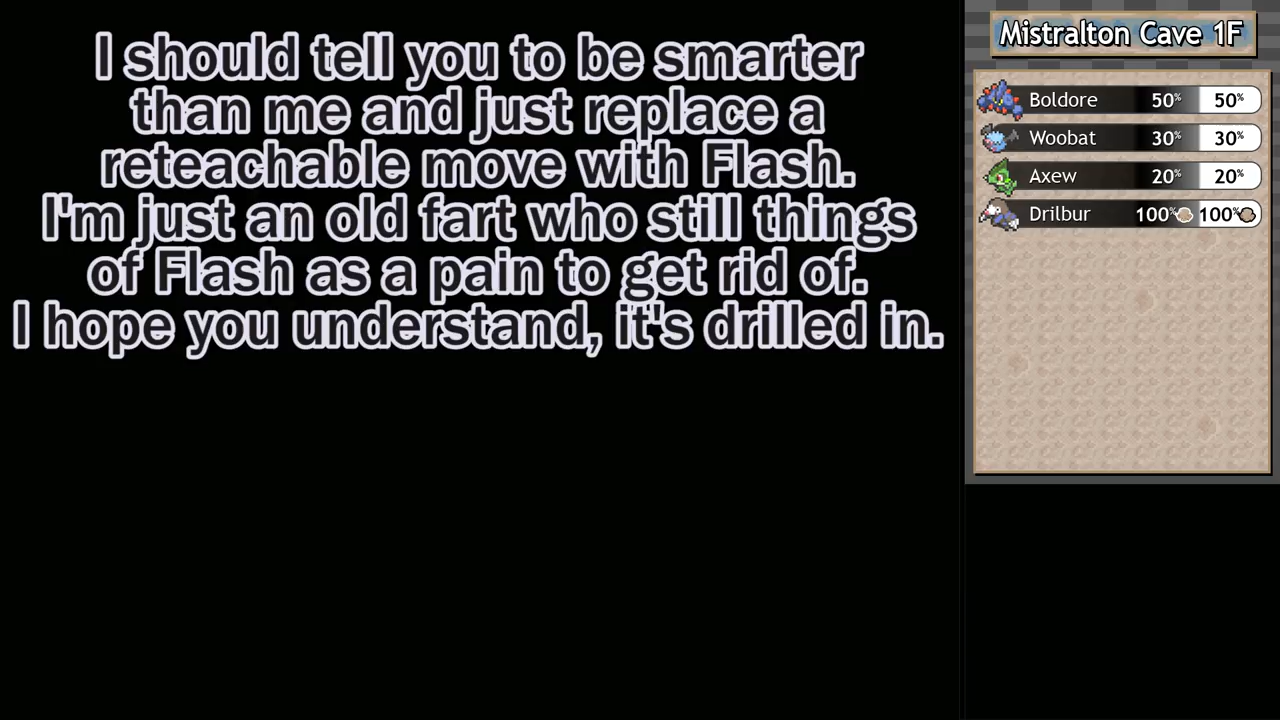 I should tell you to be smarter
than me and just replace a
reteachable move with Flash.
I'm just an old fart who still things
of Flash as a pain to get rid of.
I hope you understand, it's drilled in.
Mistralton Cave 1F
Boldore 50% 50%
Woobat 30% 30%
Axew 20% 20%
Drilbur 100% 100%